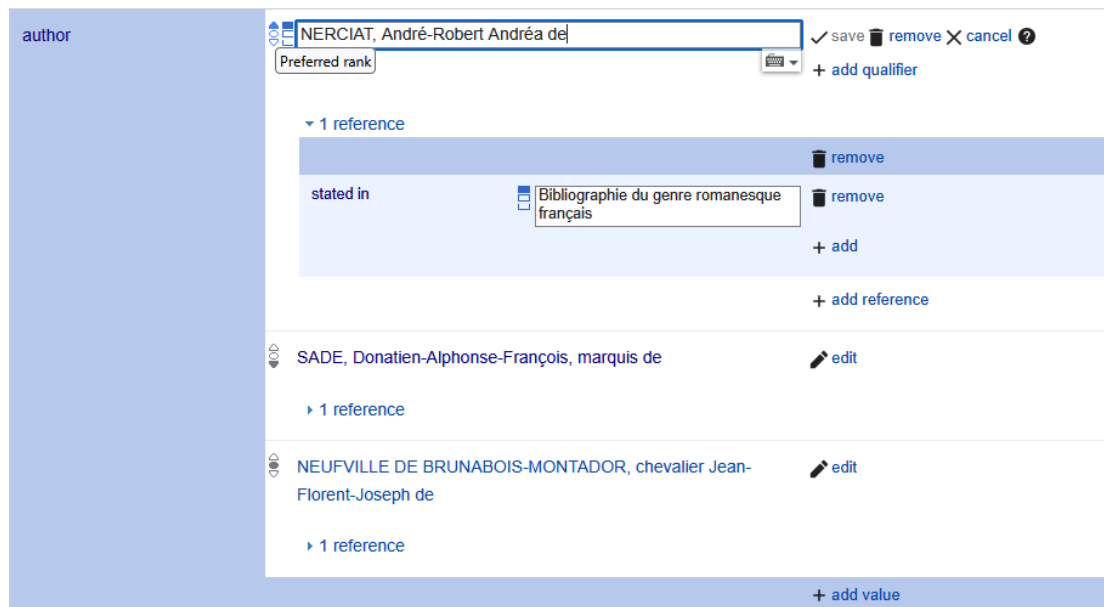 author
NERCIAT, André-Robert Andréa de
save remove cancel
Preferred rank
+ add qualifier
1 reference
remove
stated in
Bibliographie du genre romanesque
français
remove
+ add
+ add reference
SADE, Donatien-Alphonse-François, marquis de
edit
1 reference
NEUFVILLE DE BRUNABOIS-MONTADOR, chevalier Jean-
Florent-Joseph de
edit
1 reference
+ add value